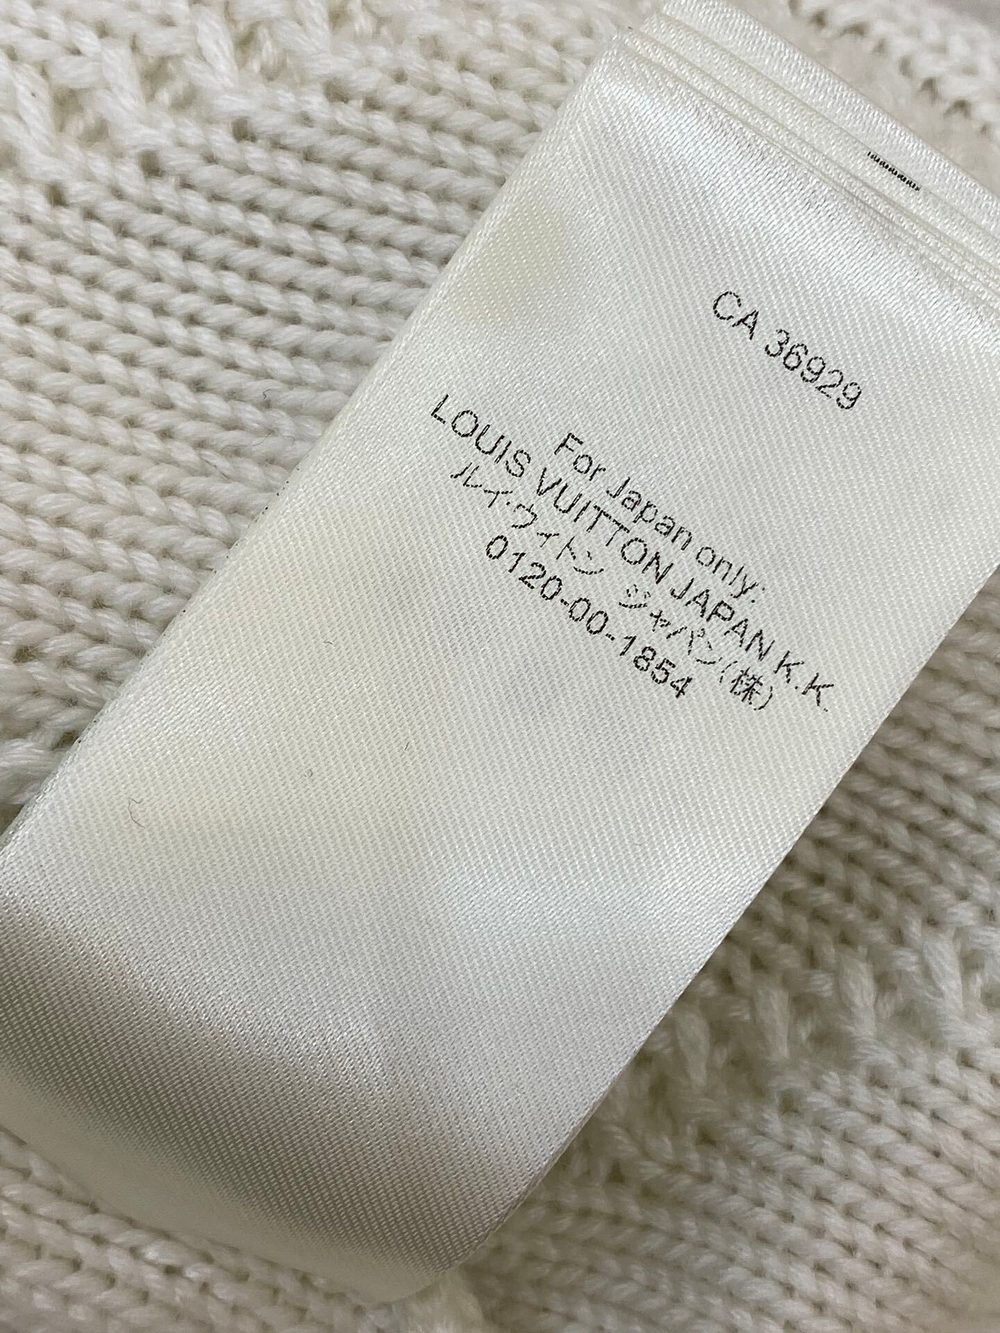 CA 36929
For Japan only:
LOUIS VUITTON JAPAN K.K.
ルイ・ウィトン ジャパン(株)
0120-00-1854